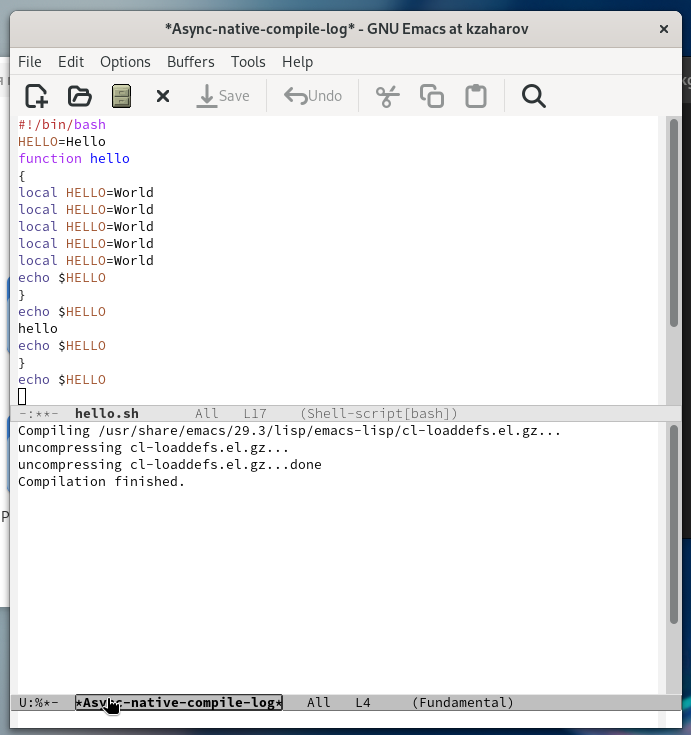 *Async-native-compile-log* - GNU Emacs at kzaharov
File Edit Options Buffers Tools Help
Save Undo
#!/bin/bash
HELLO=Hello
function hello
{
local HELLO=World
local HELLO=World
local HELLO=World
local HELLO=World
local HELLO=World
echo $HELLO
}
echo $HELLO
hello
echo $HELLO
}
echo $HELLO
-:**- hello.sh All L17 (Shell-script[bash])
Compiling /usr/share/emacs/29.3/lisp/emacs-lisp/cl-loaddefs.el.gz...
uncompressing cl-loaddefs.el.gz...
uncompressing cl-loaddefs.el.gz...done
Compilation finished.
U:%*- *Async-native-compile-log* All L4 (Fundamental)